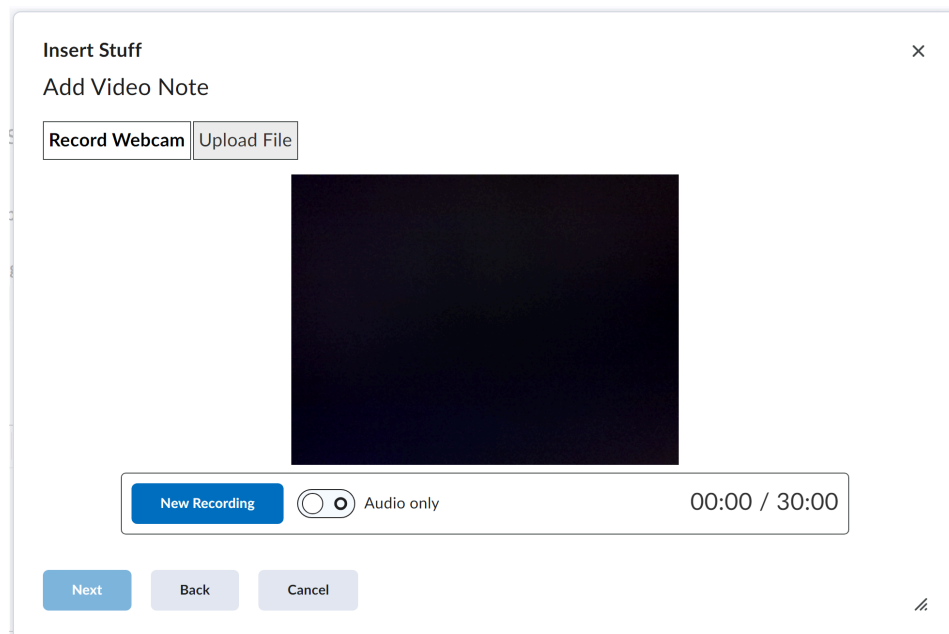 Insert Stuff
Add Video Note
Record Webcam Upload File
New Recording Audio only 00:00 / 30:00
Next Back Cancel